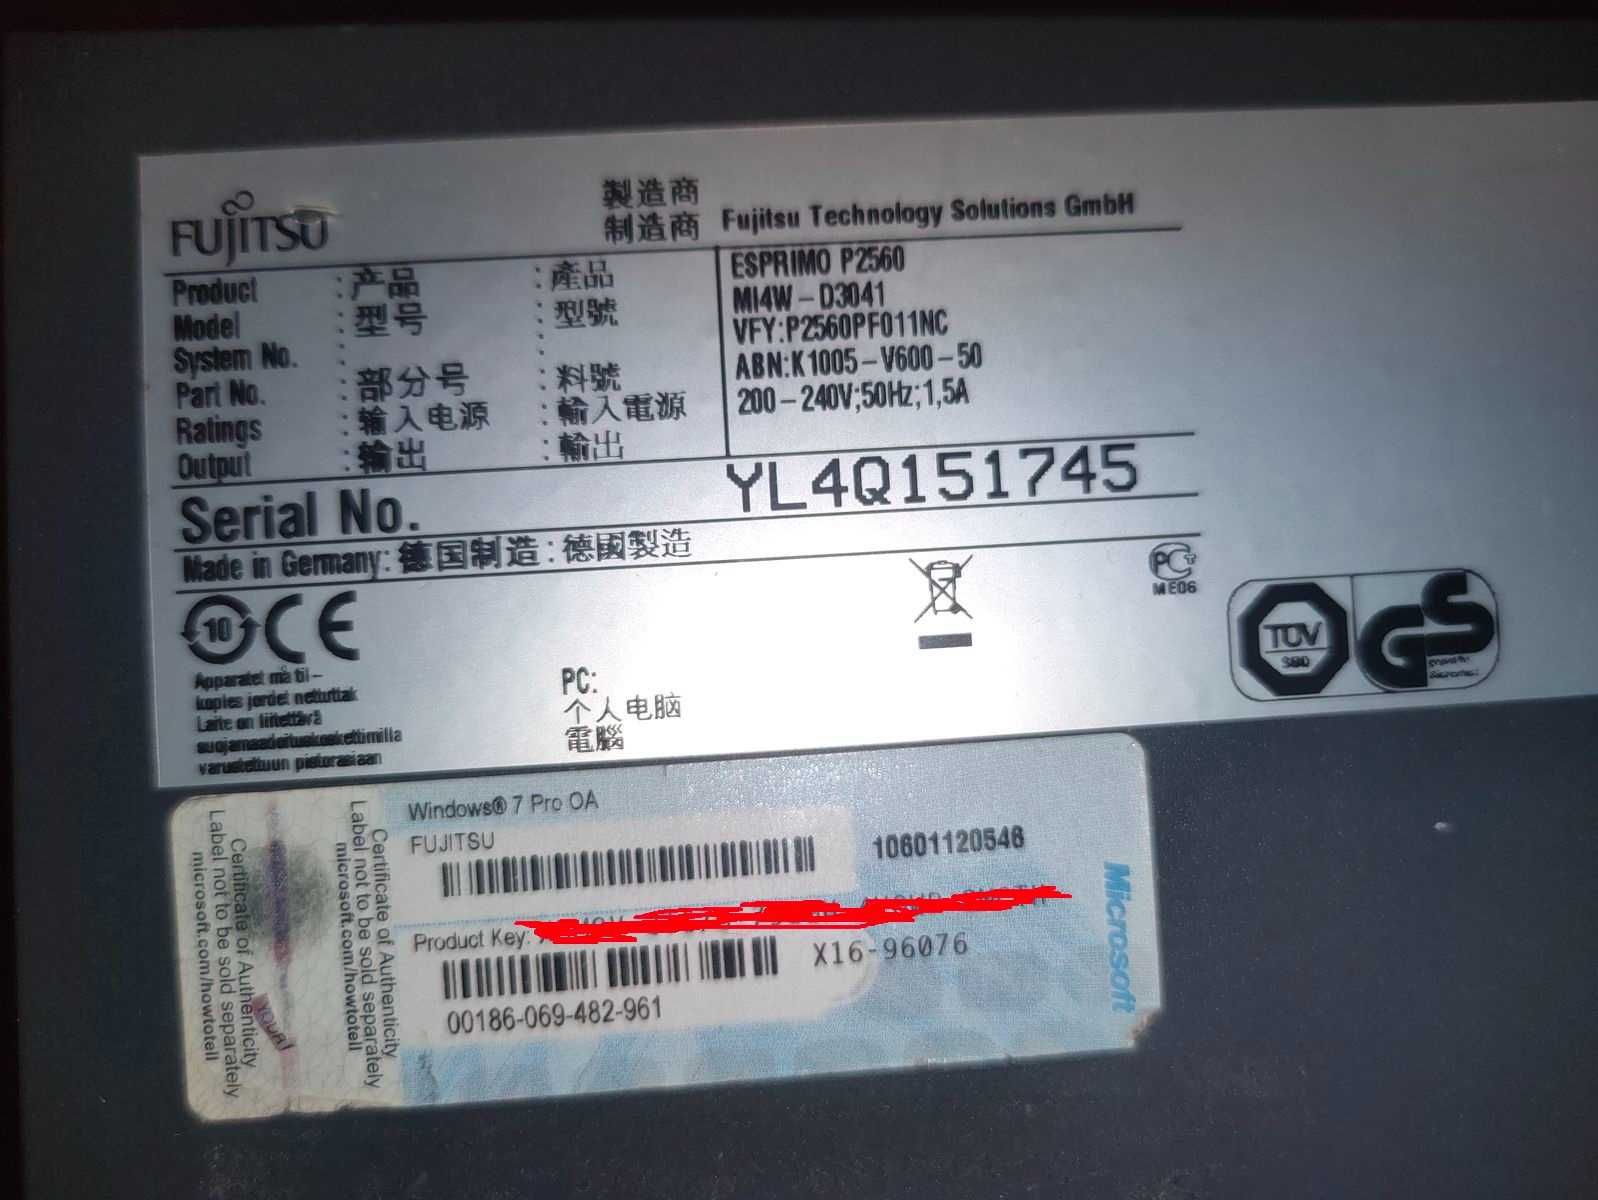 FUJITSU
製造商
制造商 Fujitsu Technology Solutions GmbH
Product : 产品 : 產品 ESPRIMO P2560
Model : 型号 : 型號 MI4W-D3041
System No. : : VFY:P2560PF011NC
Part No. : 部分号 : 料號 ABN:K1005-V600-50
Ratings : 输入电源 : 輸入電源 200-240V;50Hz;1,5A
Output : 输出 : 輸出
Serial No. YL4Q151745
Made in Germany: 德国制造: 德國製造
10 CE
PC
ME06
TÜV
SÜD
GS
geprüfte
Sicherheit
Apparatet må til-
koples jordet nettuttak
Laite on liitettävä
suojamaadoituskoskettimilla
varustettuun pistorasiaan
PC:
个人电脑
電腦
Windows® 7 Pro OA
FUJITSU
10601120546
Product Key:
X16-96076
00186-069-482-961
Microsoft
Certificate of Authenticity
Label not to be sold separately
microsoft.com/howtotell
Certificate of Authenticity
Label not to be sold separately
microsoft.com/howtotell